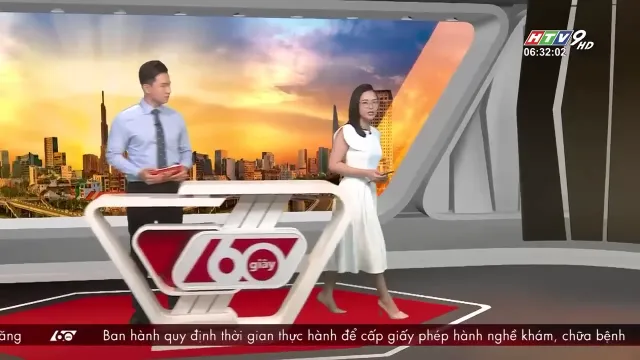 HTV9 HD
06:32:02
60 giây
ăng 60 Ban hành quy định thời gian thực hành để cấp giấy phép hành nghề khám, chữa bệnh